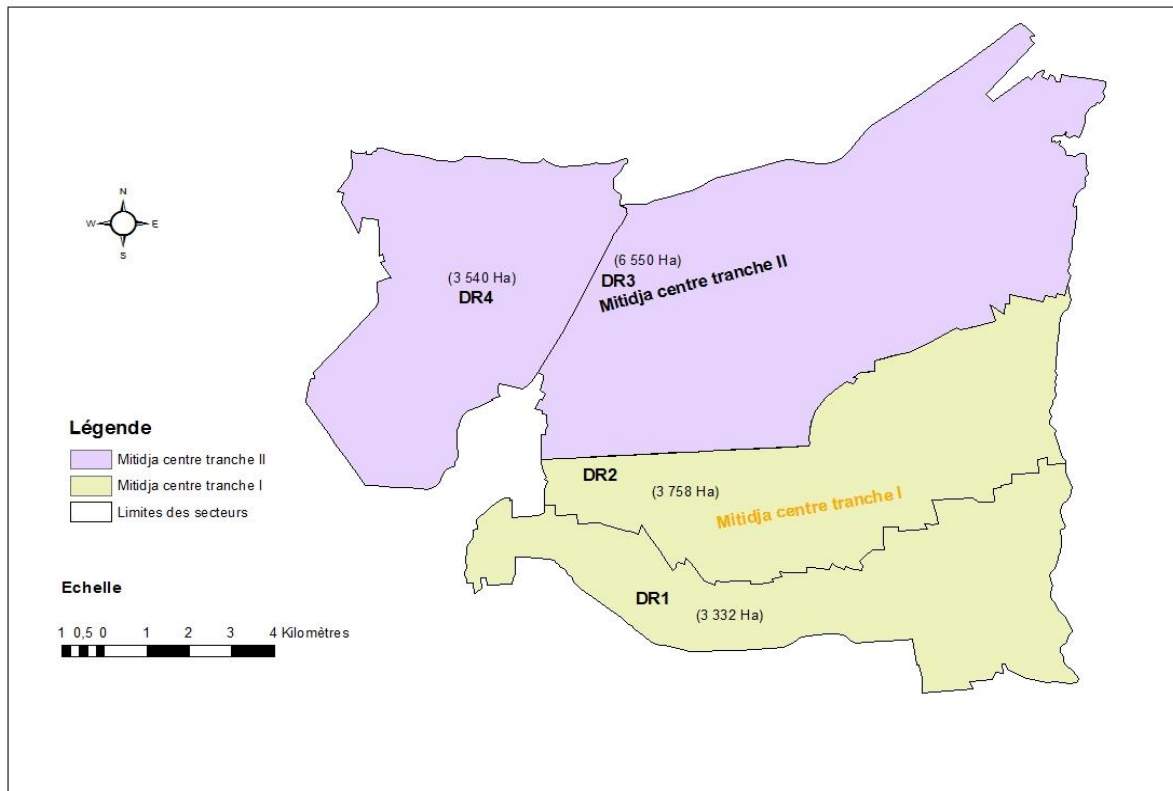 N
W E
S
(3 540 Ha)
DR4
(6 550 Ha)
DR3
Mitidja centre tranche II
Légende
Mitidja centre tranche II
Mitidja centre tranche I
Limites des secteurs
DR2
(3 758 Ha)
Mitidja centre tranche I
DR1
(3 332 Ha)
Echelle
1 0,5 0 1 2 3 4 Kilomètres